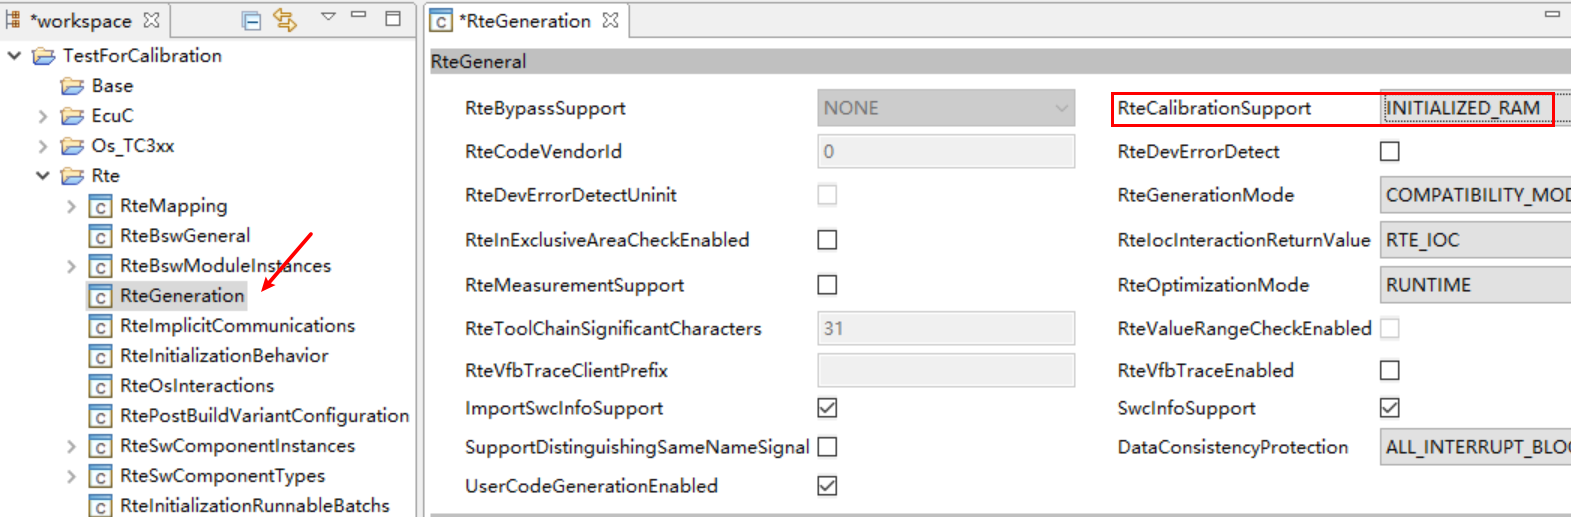 *workspace
TestForCalibration
Base
EcuC
Os_TC3xx
Rte
RteMapping
RteBswGeneral
RteBswModuleInstances
RteGeneration
RteImplicitCommunications
RteInitializationBehavior
RteOsInteractions
RtePostBuildVariantConfiguration
RteSwComponentInstances
RteSwComponentTypes
RteInitializationRunnableBatchs
*RteGeneration
RteGeneral
RteBypassSupport NONE RteCalibrationSupport INITIALIZED_RAM
RteCodeVendorId 0 RteDevErrorDetect
RteDevErrorDetectUninit RteGenerationMode COMPATIBILITY_MOD
RteInExclusiveAreaCheckEnabled RteIocInteractionReturnValue RTE_IOC
RteMeasurementSupport RteOptimizationMode RUNTIME
RteToolChainSignificantCharacters 31 RteValueRangeCheckEnabled
RteVfbTraceClientPrefix RteVfbTraceEnabled
ImportSwcInfoSupport SwcInfoSupport
SupportDistinguishingSameNameSignal DataConsistencyProtection ALL_INTERRUPT_BLOC
UserCodeGenerationEnabled